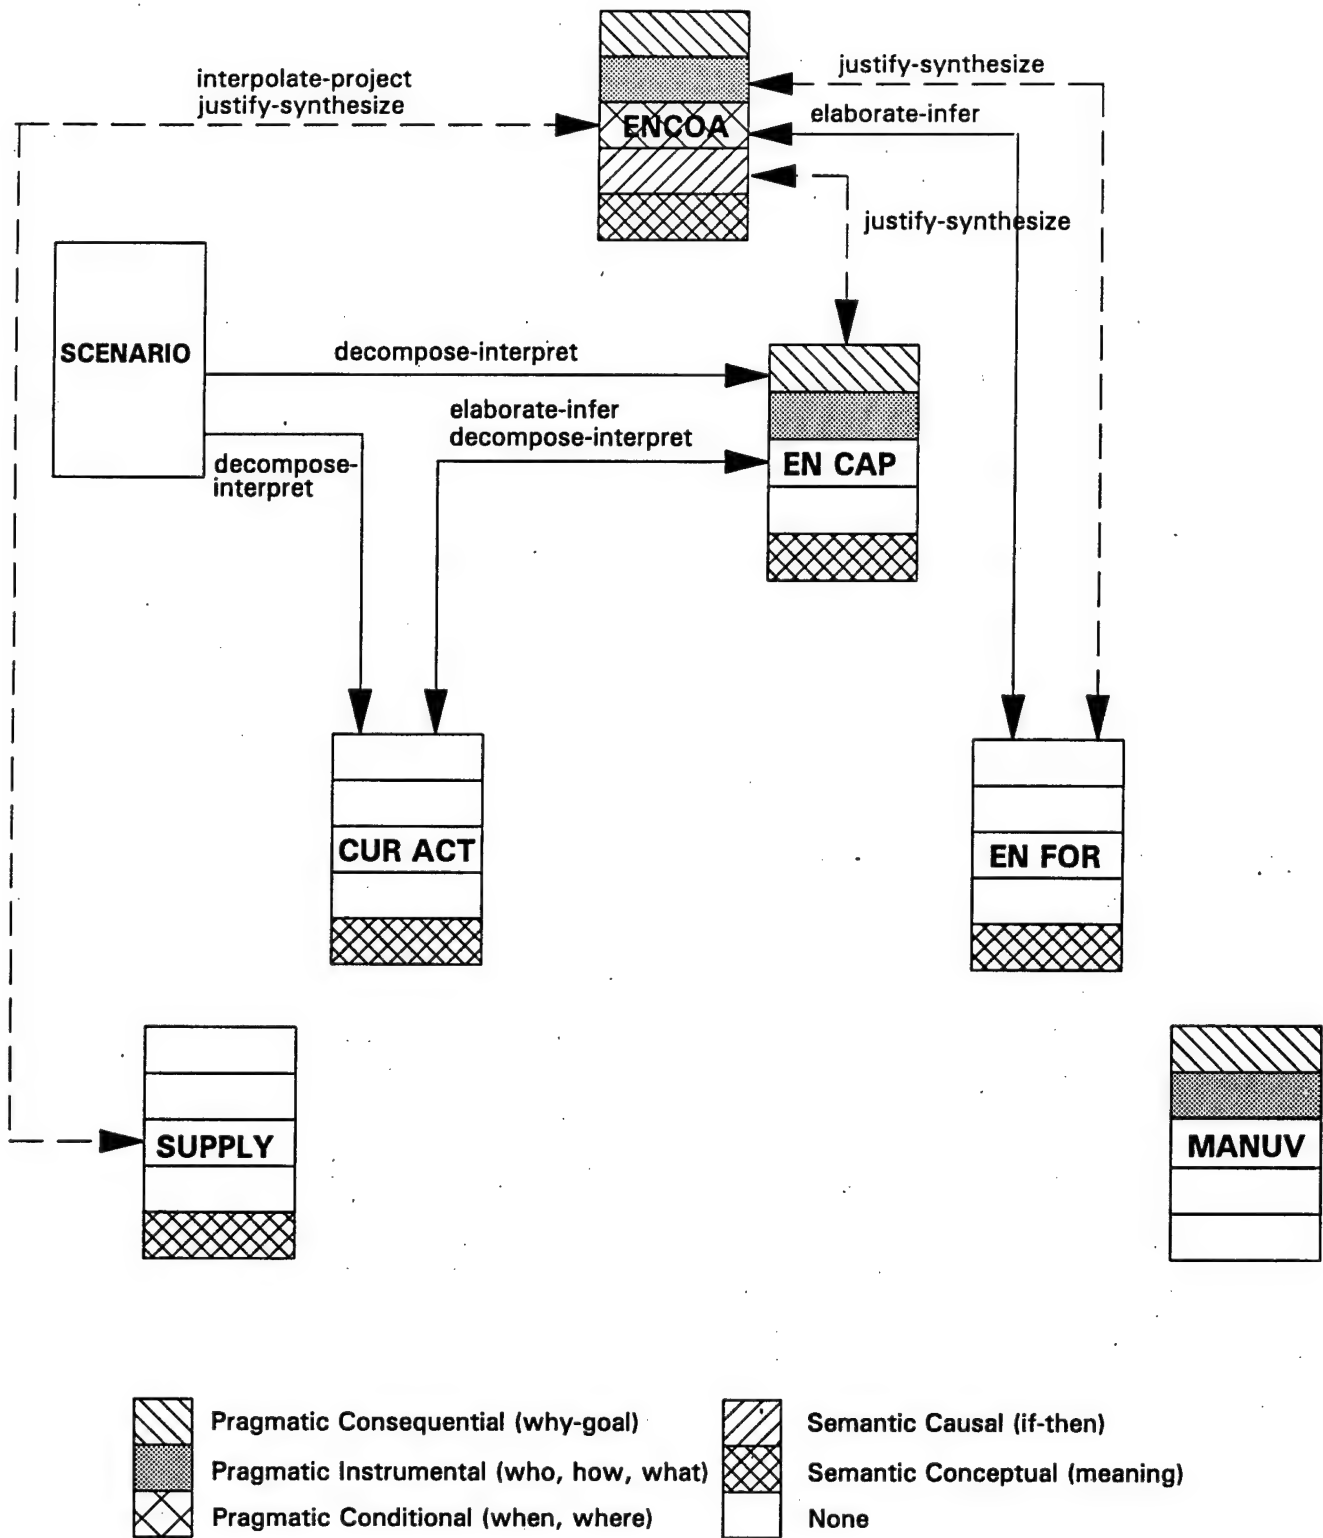 interpolate-project
justify-synthesize
justify-synthesize
ENCOA
elaborate-infer
justify-synthesize
SCENARIO
decompose-interpret
elaborate-infer
decompose-interpret
EN CAP
decompose-
interpret
CUR ACT
EN FOR
SUPPLY
MANUV
Pragmatic Consequential (why-goal)
Pragmatic Instrumental (who, how, what)
Pragmatic Conditional (when, where)
Semantic Causal (if-then)
Semantic Conceptual (meaning)
None